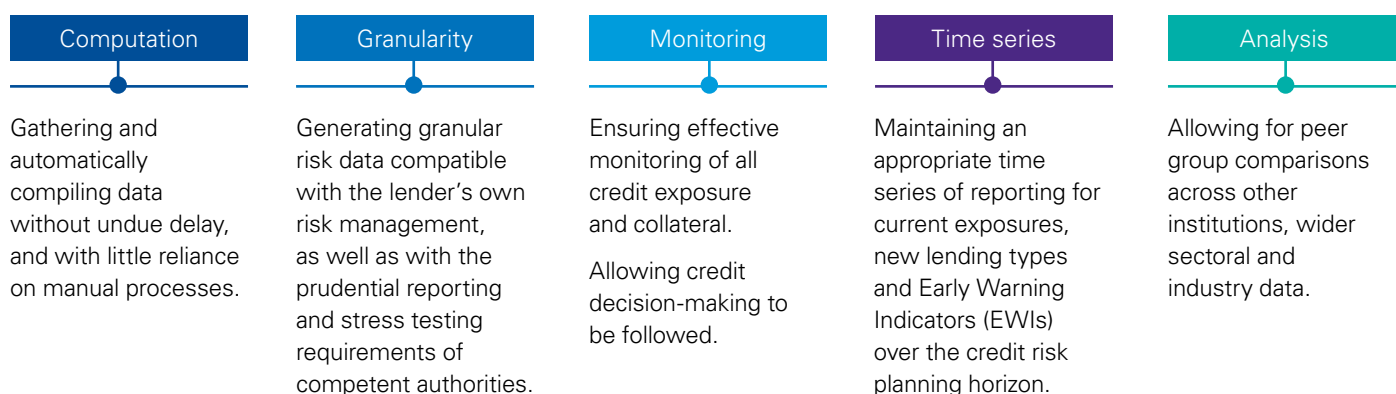 Computation
Gathering and
automatically
compiling data
without undue delay,
and with little reliance
on manual processes.
Granularity
Generating granular
risk data compatible
with the lender’s own
risk management,
as well as with the
prudential reporting
and stress testing
requirements of
competent authorities.
Monitoring
Ensuring effective
monitoring of all
credit exposure
and collateral.
Allowing credit
decision-making to
be followed.
Time series
Maintaining an
appropriate time
series of reporting for
current exposures,
new lending types
and Early Warning
Indicators (EWIs)
over the credit risk
planning horizon.
Analysis
Allowing for peer
group comparisons
across other
institutions, wider
sectoral and
industry data.